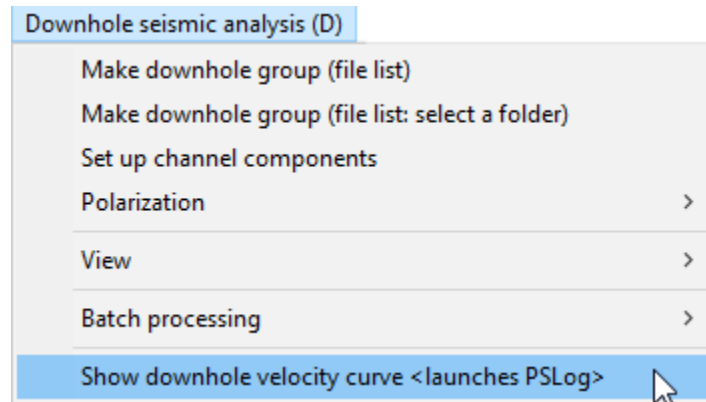 Downhole seismic analysis (D)
Make downhole group (file list)
Make downhole group (file list: select a folder)
Set up channel components
Polarization
View
Batch processing
Show downhole velocity curve <launches PSLog>